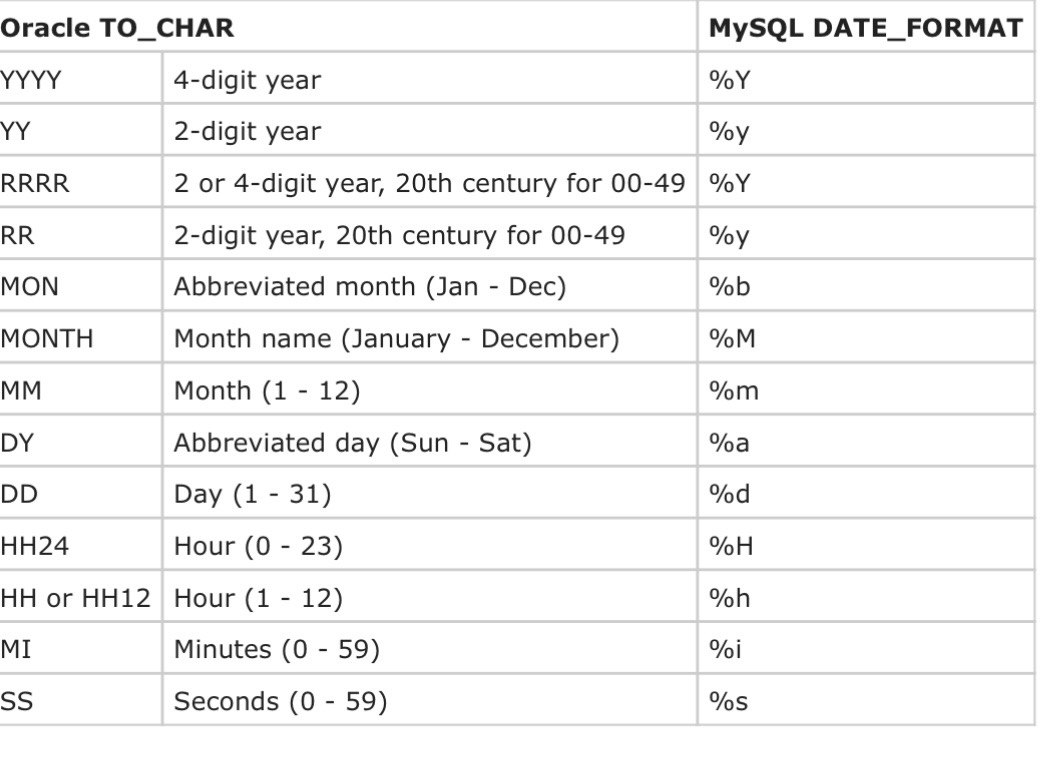 Oracle TO_CHAR MySQL DATE_FORMAT
YYYY 4-digit year %Y
YY 2-digit year %y
RRRR 2 or 4-digit year, 20th century for 00-49 %Y
RR 2-digit year, 20th century for 00-49 %y
MON Abbreviated month (Jan - Dec) %b
MONTH Month name (January - December) %M
MM Month (1 - 12) %m
DY Abbreviated day (Sun - Sat) %a
DD Day (1 - 31) %d
HH24 Hour (0 - 23) %H
HH or HH12 Hour (1 - 12) %h
MI Minutes (0 - 59) %i
SS Seconds (0 - 59) %s